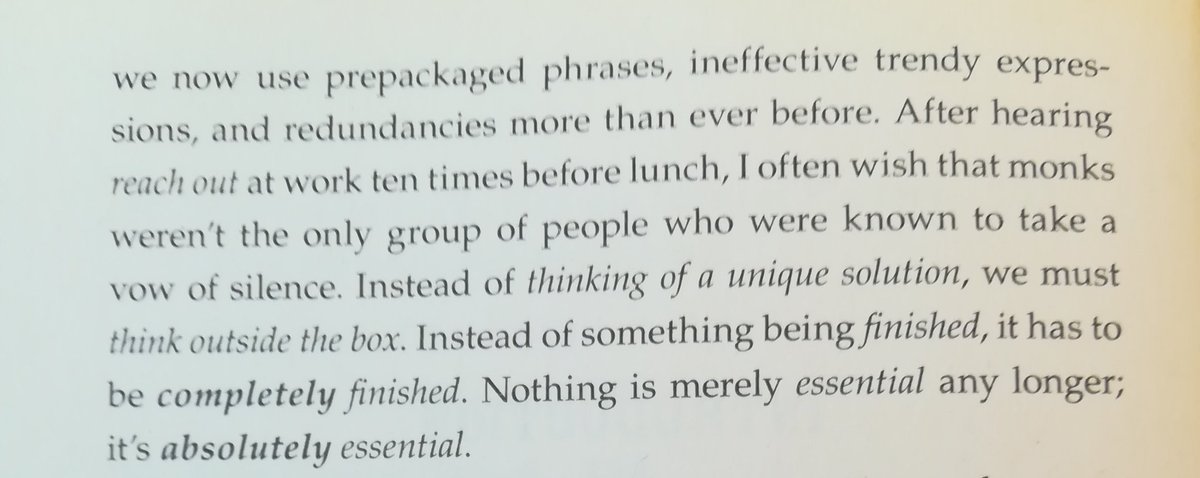 we now use prepackaged phrases, ineffective trendy expres-
sions, and redundancies more than ever before. After hearing
reach out at work ten times before lunch, I often wish that monks
weren't the only group of people who were known to take a
vow of silence. Instead of thinking of a unique solution, we must
think outside the box. Instead of something being finished, it has to
be completely finished. Nothing is merely essential any longer;
it's absolutely essential.